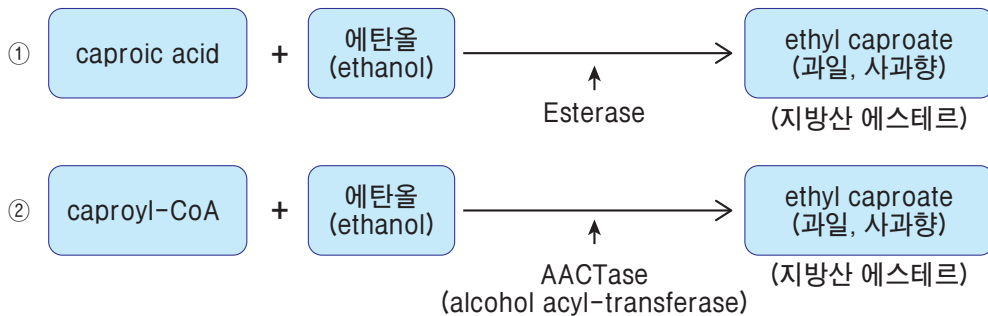 ① caproic acid + 에탄올 (ethanol) ethyl caproate (과일, 사과향)
Esterase
(지방산 에스테르)
② caproyl-CoA + 에탄올 (ethanol) ethyl caproate (과일, 사과향)
AACTase
(alcohol acyl-transferase)
(지방산 에스테르)